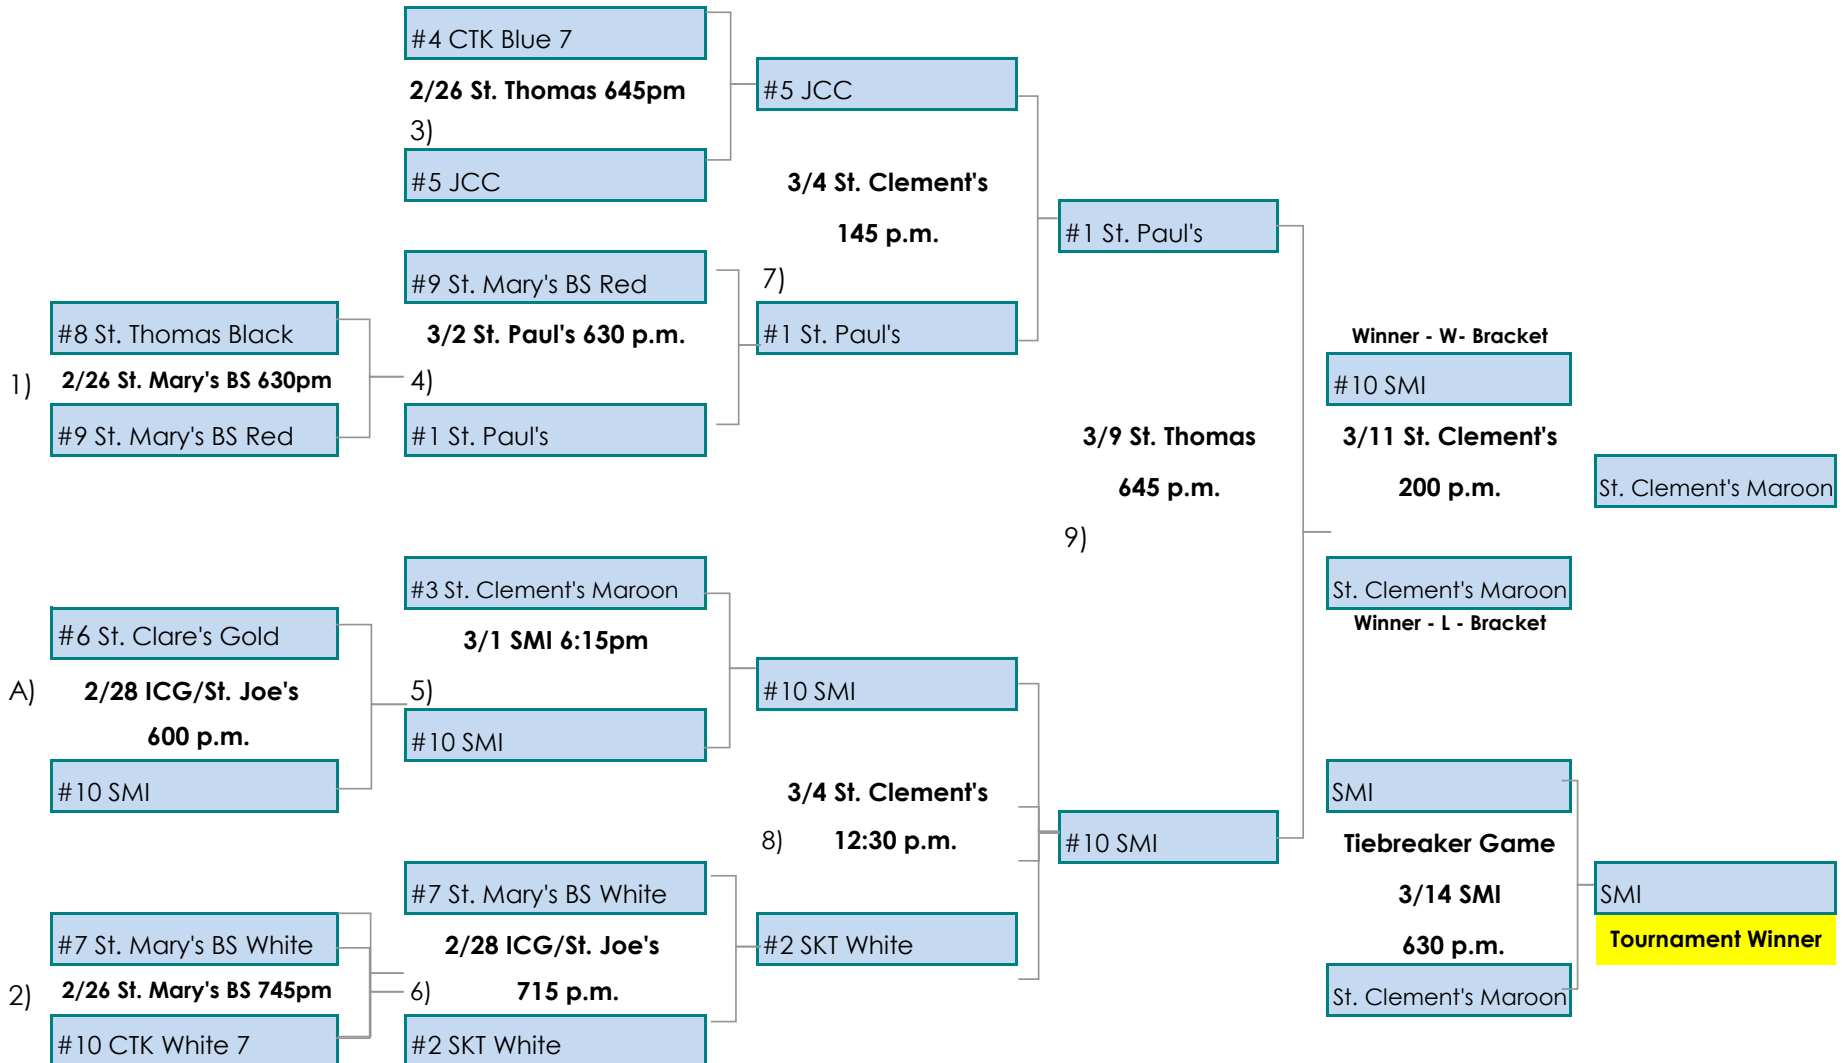 #4 CTK Blue 7
2/26 St. Thomas 645pm
3)
#5 JCC
#5 JCC
3/4 St. Clement's
145 p.m.
7)
#9 St. Mary's BS Red
3/2 St. Paul's 630 p.m.
4)
#1 St. Paul's
#1 St. Paul's
#8 St. Thomas Black
1)
2/26 St. Mary's BS 630pm
#9 St. Mary's BS Red
#1 St. Paul's
3/9 St. Thomas
645 p.m.
9)
Winner - W- Bracket
#10 SMI
3/11 St. Clement's
200 p.m.
St. Clement's Maroon
St. Clement's Maroon
Winner - L - Bracket
#6 St. Clare's Gold
A)
2/28 ICG/St. Joe's
600 p.m.
#10 SMI
#3 St. Clement's Maroon
3/1 SMI 6:15pm
5)
#10 SMI
#10 SMI
3/4 St. Clement's
8)
12:30 p.m.
#10 SMI
#7 St. Mary's BS White
2)
2/26 St. Mary's BS 745pm
#10 CTK White 7
#7 St. Mary's BS White
2/28 ICG/St. Joe's
6)
715 p.m.
#2 SKT White
#2 SKT White
SMI
Tiebreaker Game
3/14 SMI
630 p.m.
St. Clement's Maroon
SMI
Tournament Winner